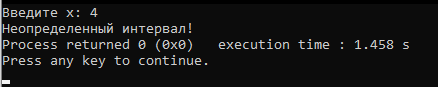 Введите x: 4
Неопределенный интервал!
Process returned 0 (0x0)   execution time : 1.458 s
Press any key to continue.